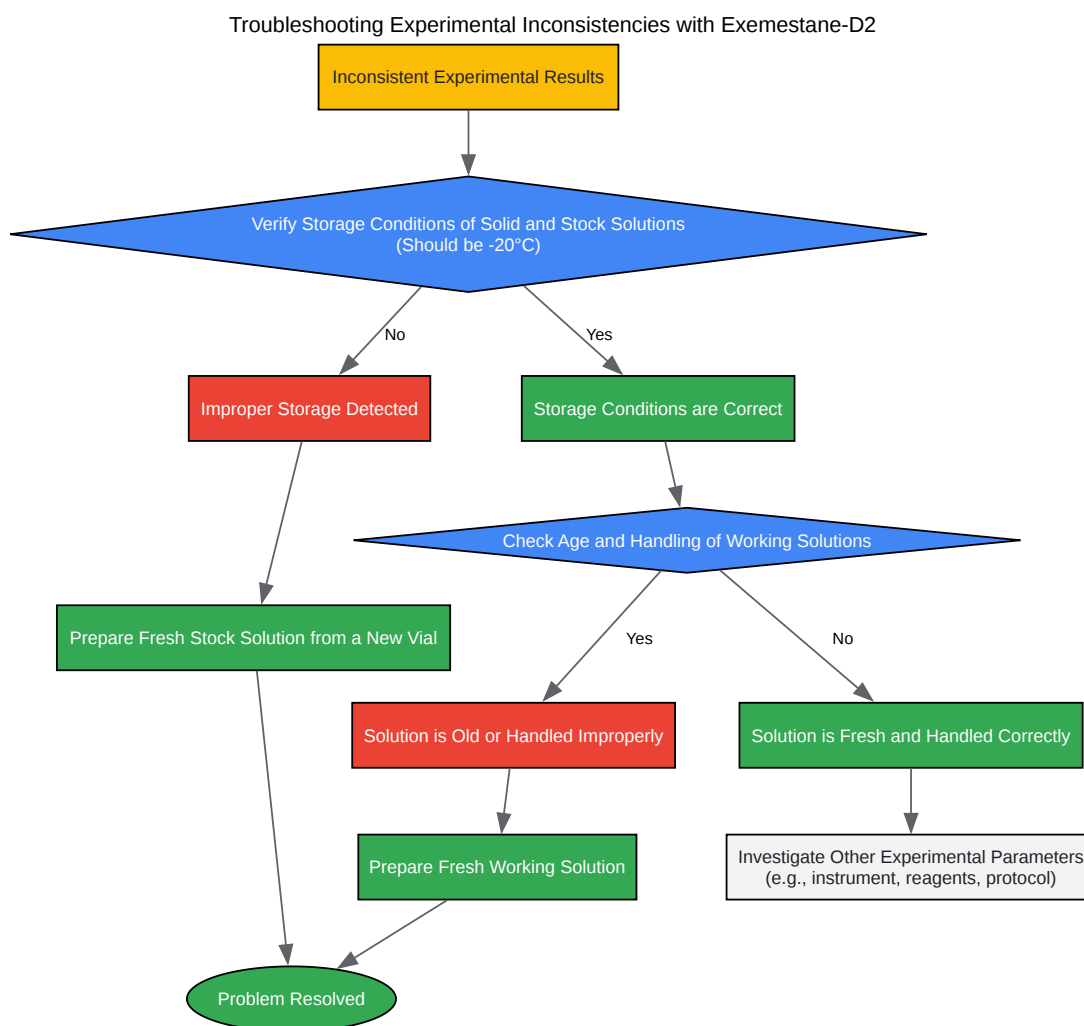 Troubleshooting Experimental Inconsistencies with Exemestane-D2
Inconsistent Experimental Results
Verify Storage Conditions of Solid and Stock Solutions
(Should be -20°C)
No
Yes
Improper Storage Detected
Storage Conditions are Correct
Check Age and Handling of Working Solutions
Prepare Fresh Stock Solution from a New Vial
Yes
No
Solution is Old or Handled Improperly
Solution is Fresh and Handled Correctly
Prepare Fresh Working Solution
Investigate Other Experimental Parameters
(e.g., instrument, reagents, protocol)
Problem Resolved